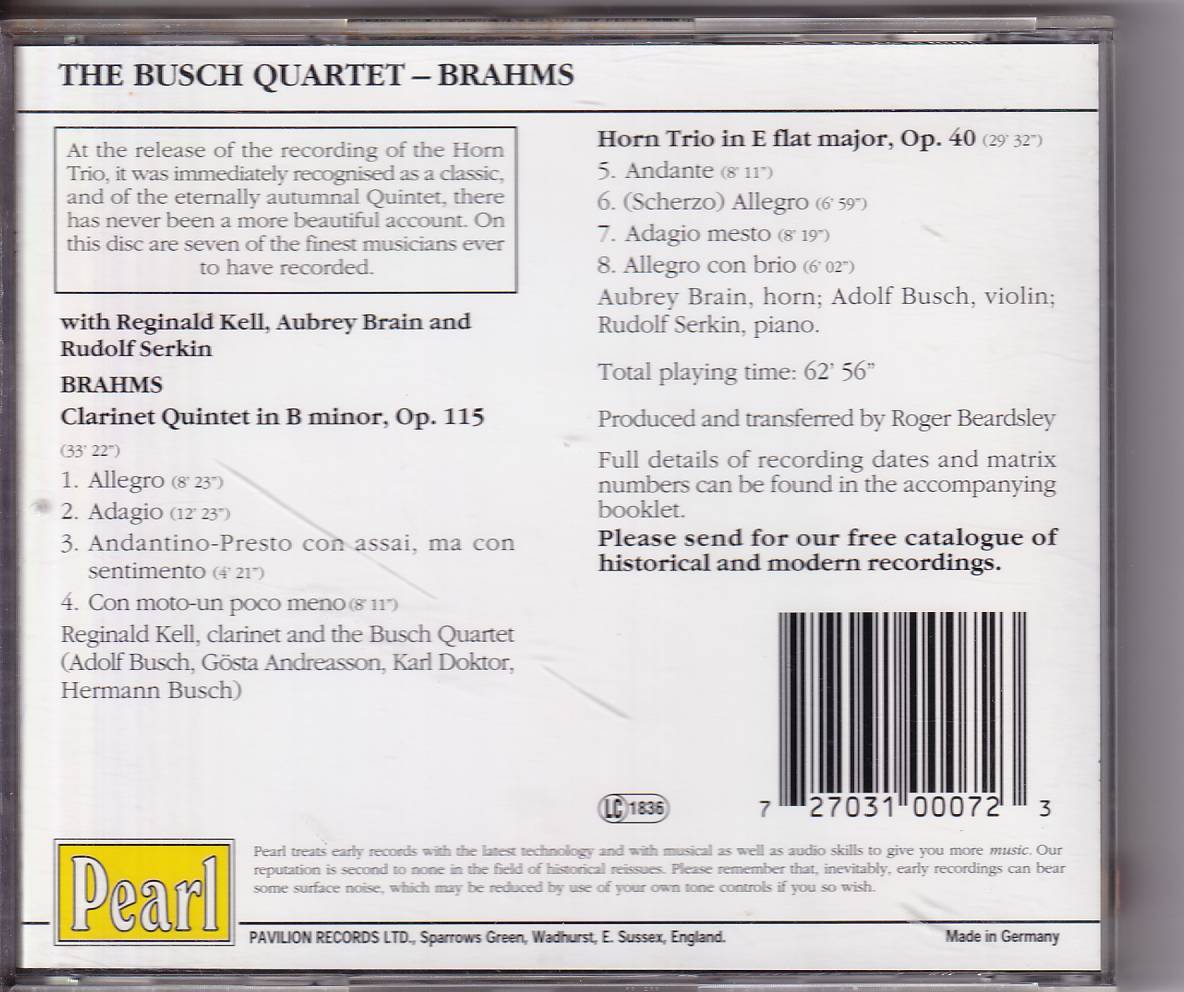 THE BUSCH QUARTET – BRAHMS
At the release of the recording of the Horn
Trio, it was immediately recognised as a classic,
and of the eternally autumnal Quintet, there
has never been a more beautiful account. On
this disc are seven of the finest musicians ever
to have recorded.
with Reginald Kell, Aubrey Brain and
Rudolf Serkin
BRAHMS
Clarinet Quintet in B minor, Op. 115
(33' 22")
1. Allegro (8' 23")
2. Adagio (12' 23")
3. Andantino-Presto con assai, ma con
sentimento (4' 21")
4. Con moto-un poco meno (8' 11")
Reginald Kell, clarinet and the Busch Quartet
(Adolf Busch, Gösta Andreasson, Karl Doktor,
Hermann Busch)
Horn Trio in E flat major, Op. 40 (29' 32")
5. Andante (8' 11")
6. (Scherzo) Allegro (6' 59")
7. Adagio mesto (8' 19")
8. Allegro con brio (6' 02")
Aubrey Brain, horn; Adolf Busch, violin;
Rudolf Serkin, piano.
Total playing time: 62' 56"
Produced and transferred by Roger Beardsley
Full details of recording dates and matrix
numbers can be found in the accompanying
booklet.
Please send for our free catalogue of
historical and modern recordings.
LC 1836
7 27031 00072 3
Pearl
Pearl treats early records with the latest technology and with musical as well as audio skills to give you more music. Our
reputation is second to none in the field of historical reissues. Please remember that, inevitably, early recordings can bear
some surface noise, which may be reduced by use of your own tone controls if you so wish.
PAVILION RECORDS LTD., Sparrows Green, Wadhurst, E. Sussex, England.
Made in Germany